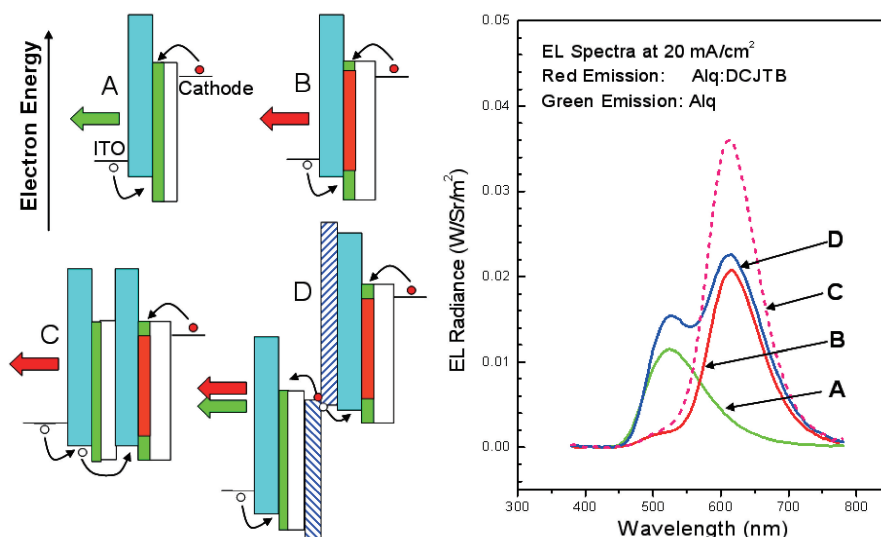 Electron Energy
A
Cathode
ITO
B
C
D
EL Spectra at 20 mA/cm²
Red Emission: Alq:DCJTB
Green Emission: Alq
D
C
B
A
EL Radiance (W/Sr/m²)
0.05
0.04
0.03
0.02
0.01
0.00
300 400 500 600 700 800
Wavelength (nm)